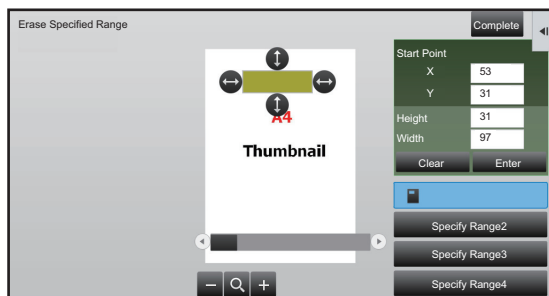 Erase Specified Range
Complete
Start Point
X 53
Y 31
Height 31
Width 97
Clear Enter
A4
Thumbnail
Specify Range2
Specify Range3
Specify Range4